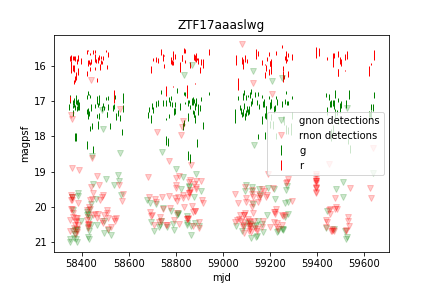 ZTF17aaaslwg
magpsf
16
17
18
19
20
21
gnon detections
rnon detections
g
r
58400 58600 58800 59000 59200 59400 59600
mjd